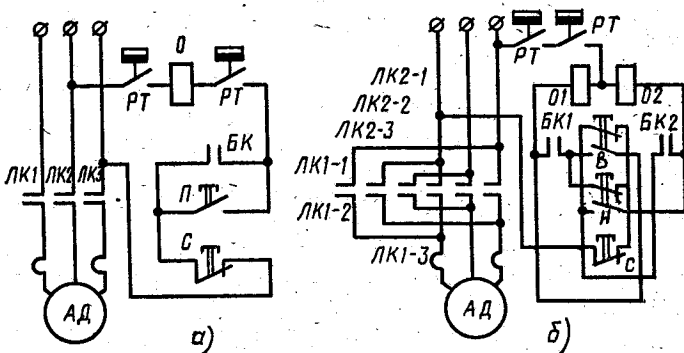 О
РТ
РТ
БК
ЛК1 ЛК2 ЛК3
П
С
АД
а)
РТ
РТ
ЛК2-1
ЛК2-2
ЛК2-3
О1
О2
БК1
БК2
В
ЛК1-1
Н
ЛК1-2
С
ЛК1-3
АД
б)